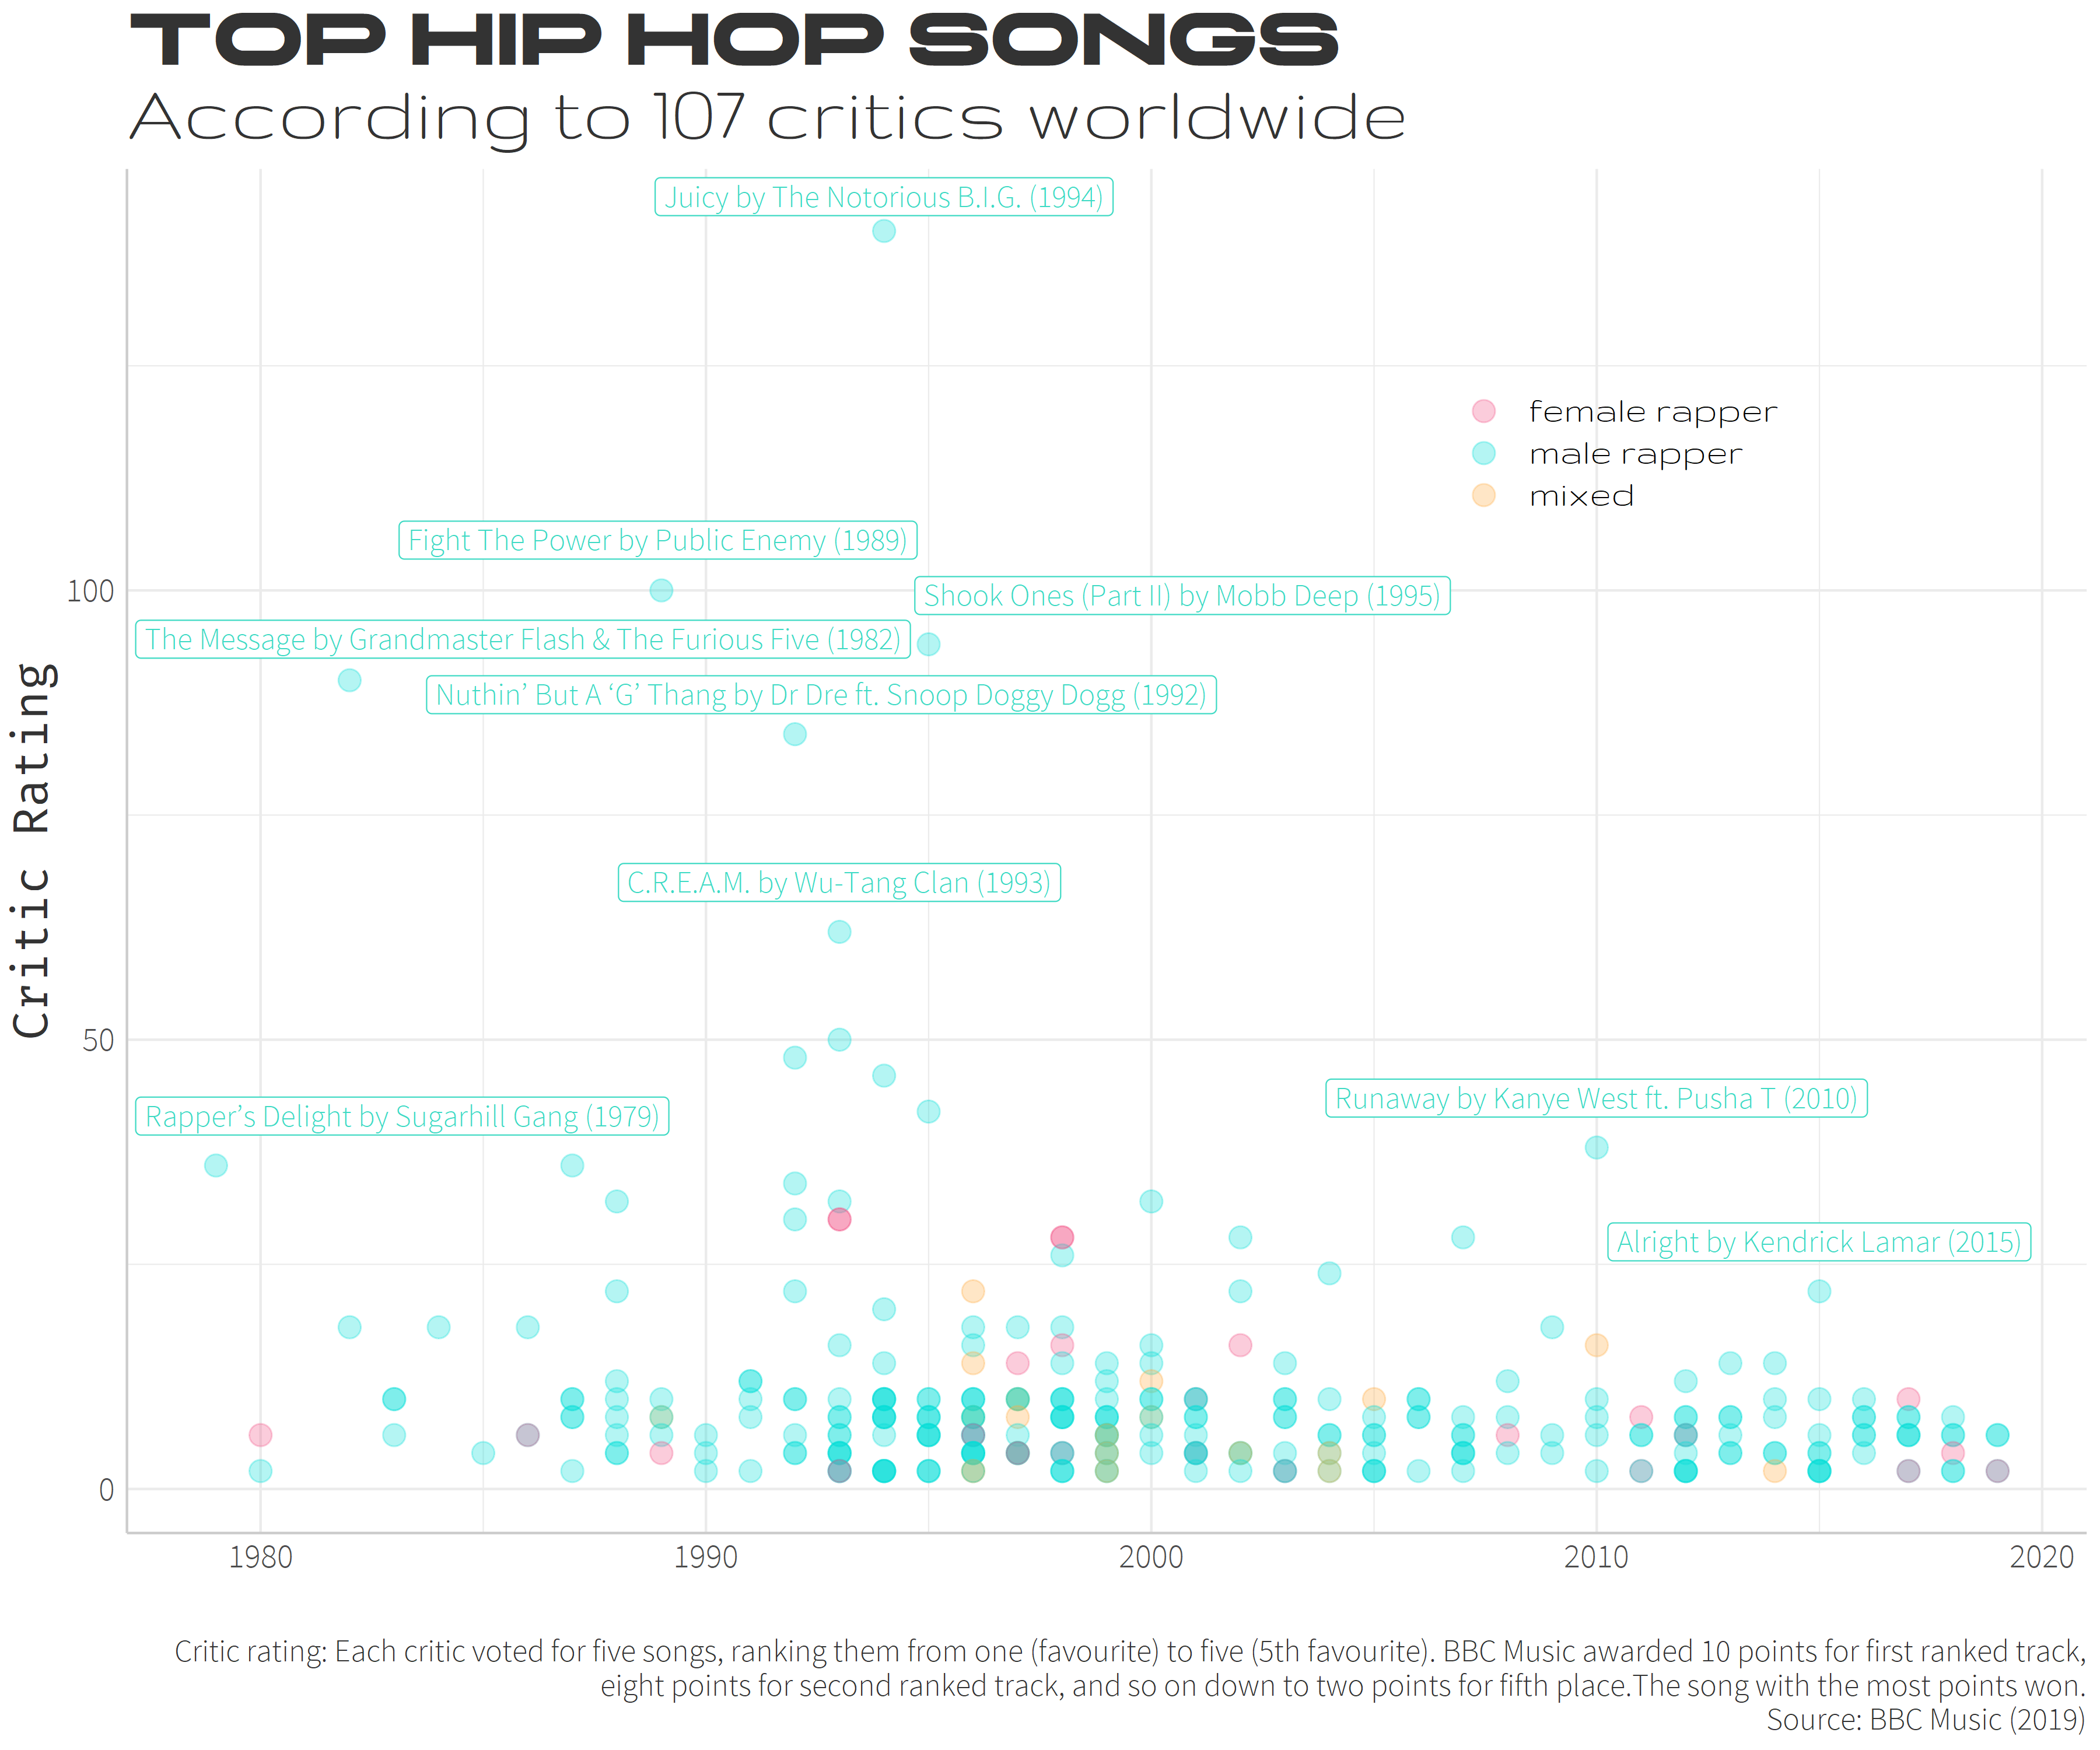 TOP HIP HOP SONGS
According to 107 critics worldwide
Juicy by The Notorious B.I.G. (1994)
female rapper
male rapper
mixed
Fight The Power by Public Enemy (1989)
100
Shook Ones (Part II) by Mobb Deep (1995)
The Message by Grandmaster Flash & The Furious Five (1982)
Nuthin’ But A ‘G’ Thang by Dr Dre ft. Snoop Doggy Dogg (1992)
Critic Rating
C.R.E.A.M. by Wu-Tang Clan (1993)
50
Runaway by Kanye West ft. Pusha T (2010)
Rapper’s Delight by Sugarhill Gang (1979)
Alright by Kendrick Lamar (2015)
0
1980 1990 2000 2010 2020
Critic rating: Each critic voted for five songs, ranking them from one (favourite) to five (5th favourite). BBC Music awarded 10 points for first ranked track,
eight points for second ranked track, and so on down to two points for fifth place.The song with the most points won.
Source: BBC Music (2019)